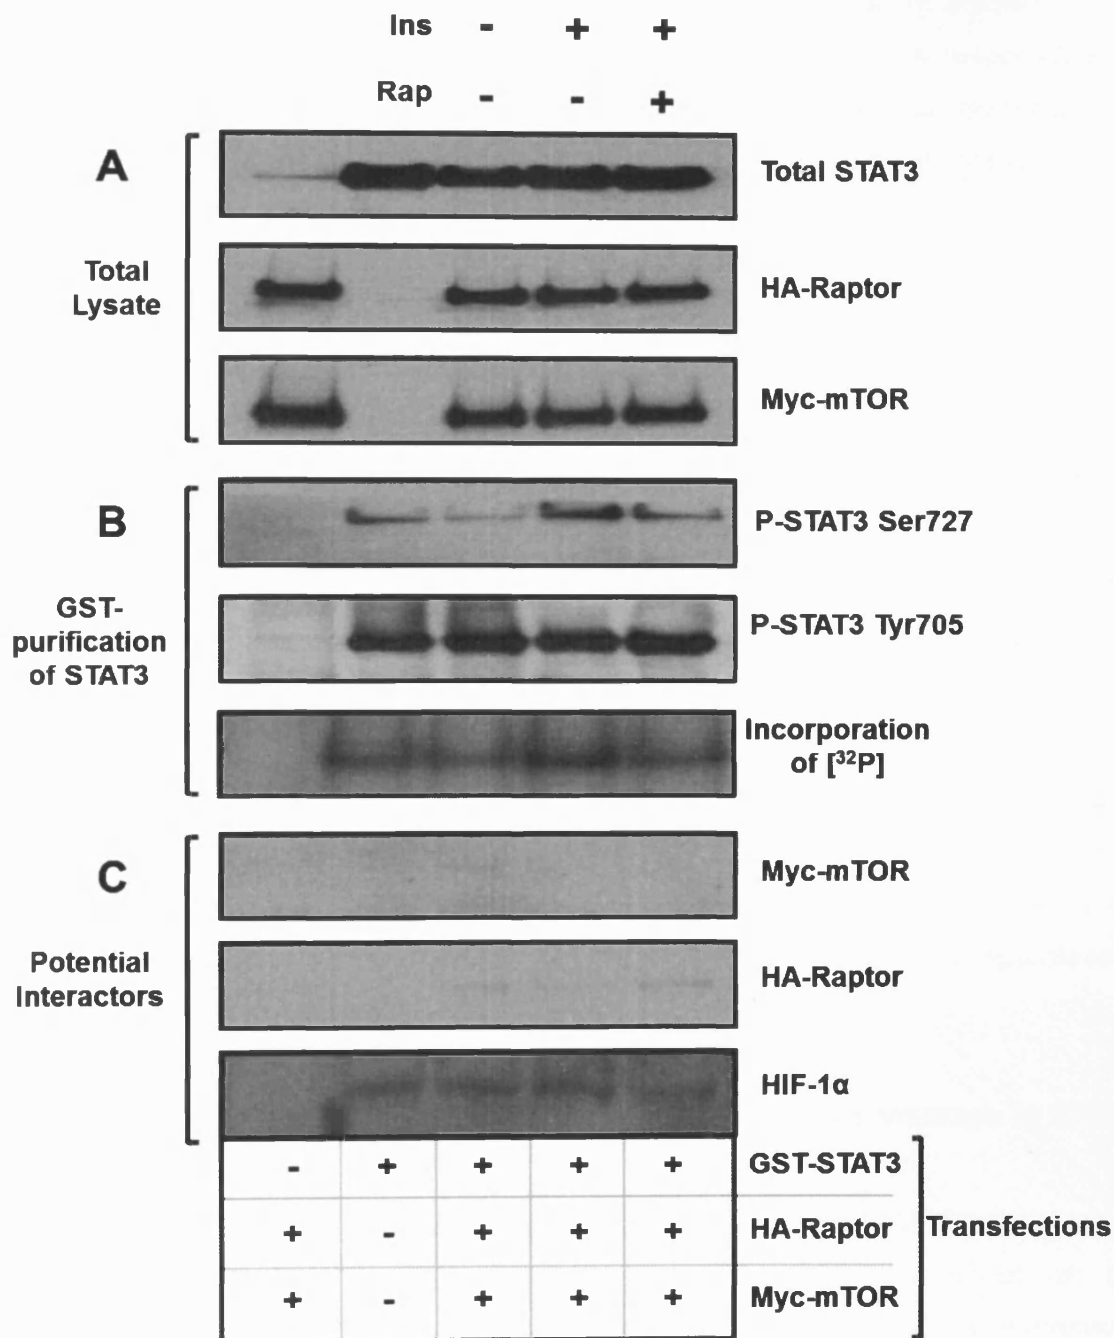 Ins - + +
Rap - - +
A
Total
Lysate
Total STAT3
HA-Raptor
Myc-mTOR
B
GST-
purification
of STAT3
P-STAT3 Ser727
P-STAT3 Tyr705
Incorporation
of [³²P]
C
Potential
Interactors
Myc-mTOR
HA-Raptor
HIF-1α
- + + + + GST-STAT3
+ - + + + HA-Raptor
+ - + + + Myc-mTOR
Transfections